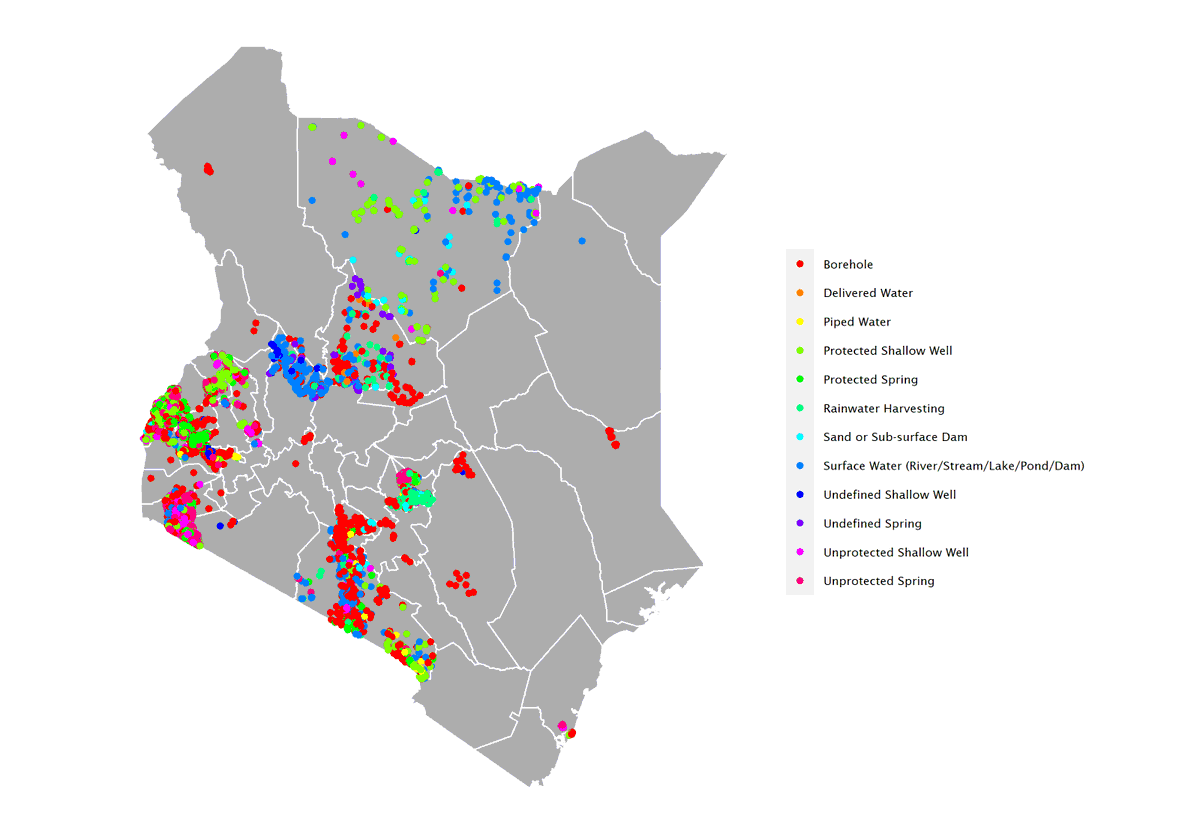 Borehole
Delivered Water
Piped Water
Protected Shallow Well
Protected Spring
Rainwater Harvesting
Sand or Sub-surface Dam
Surface Water (River/Stream/Lake/Pond/Dam)
Undefined Shallow Well
Undefined Spring
Unprotected Shallow Well
Unprotected Spring